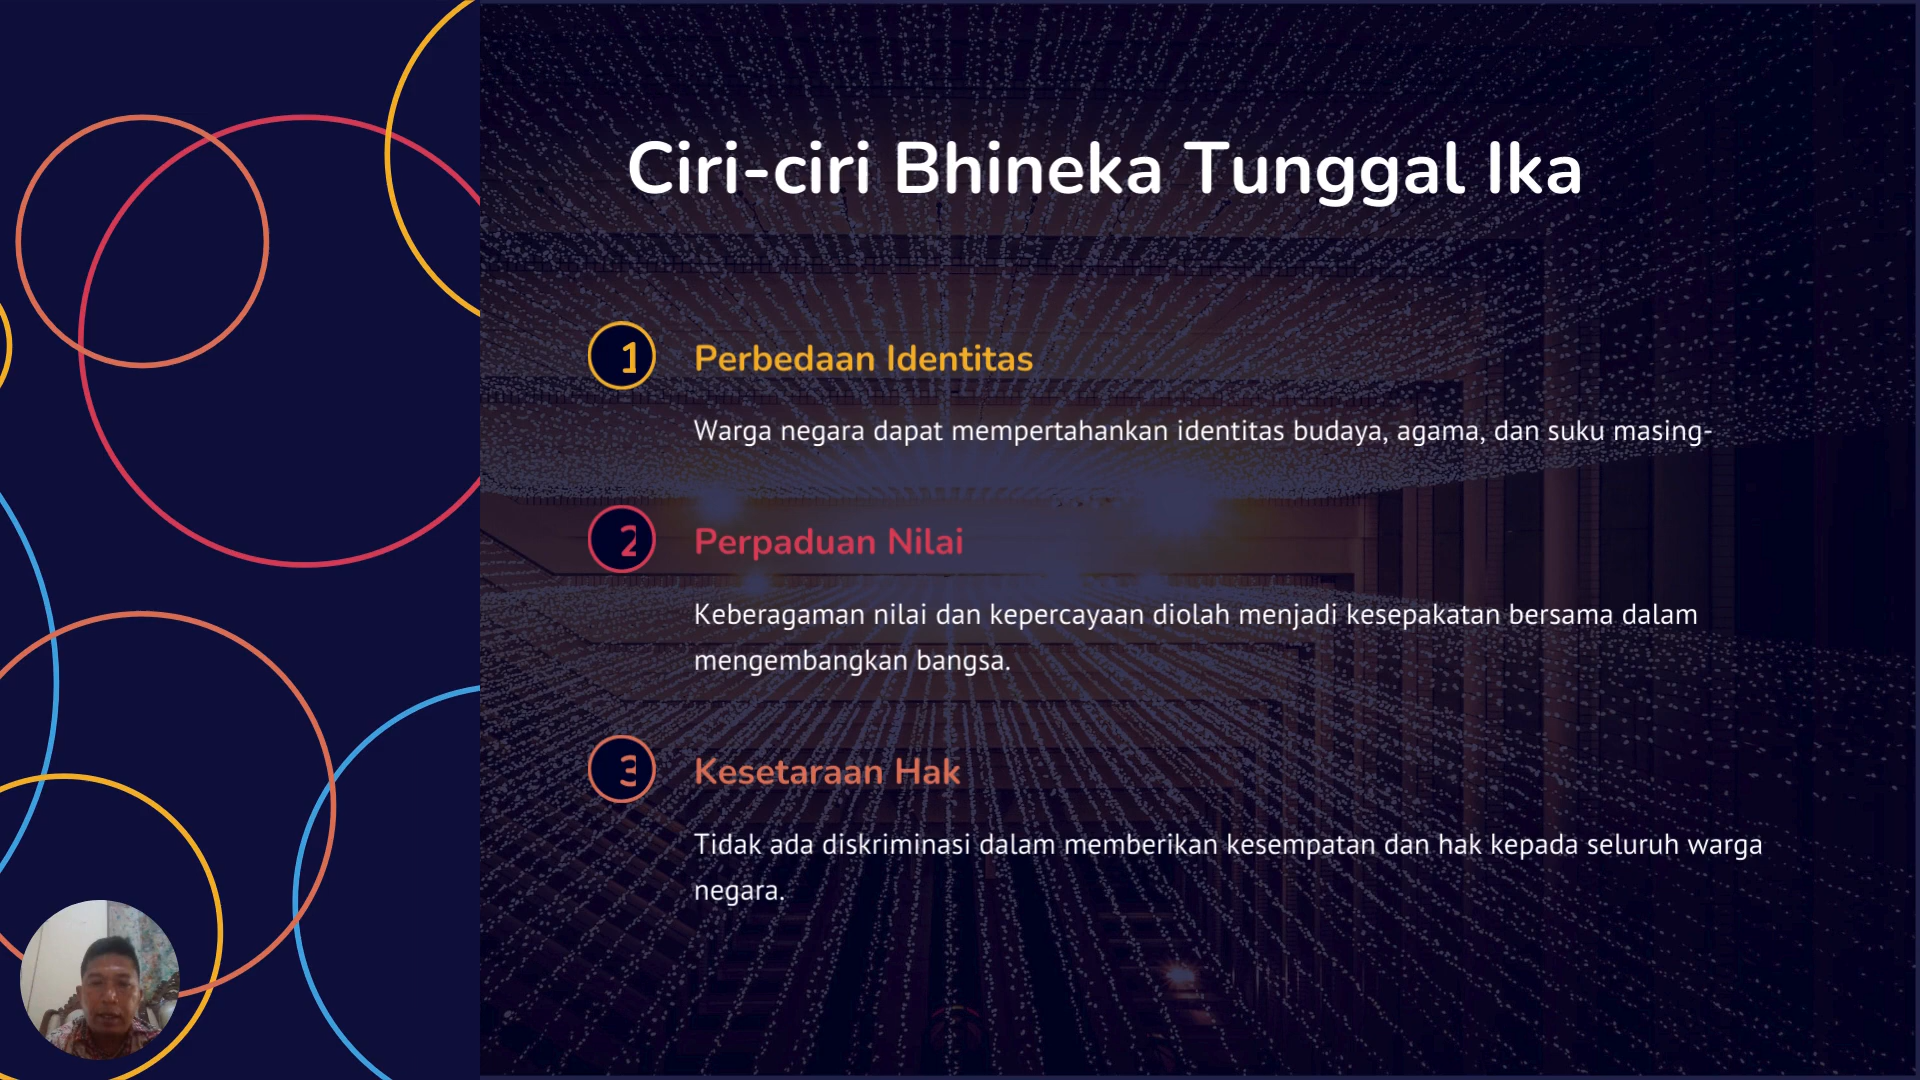 Ciri-ciri Bhineka Tunggal Ika
1 Perbedaan Identitas
Warga negara dapat mempertahankan identitas budaya, agama, dan suku masing-
2 Perpaduan Nilai
Keberagaman nilai dan kepercayaan diolah menjadi kesepakatan bersama dalam
mengembangkan bangsa.
3 Kesetaraan Hak
Tidak ada diskriminasi dalam memberikan kesempatan dan hak kepada seluruh warga
negara.